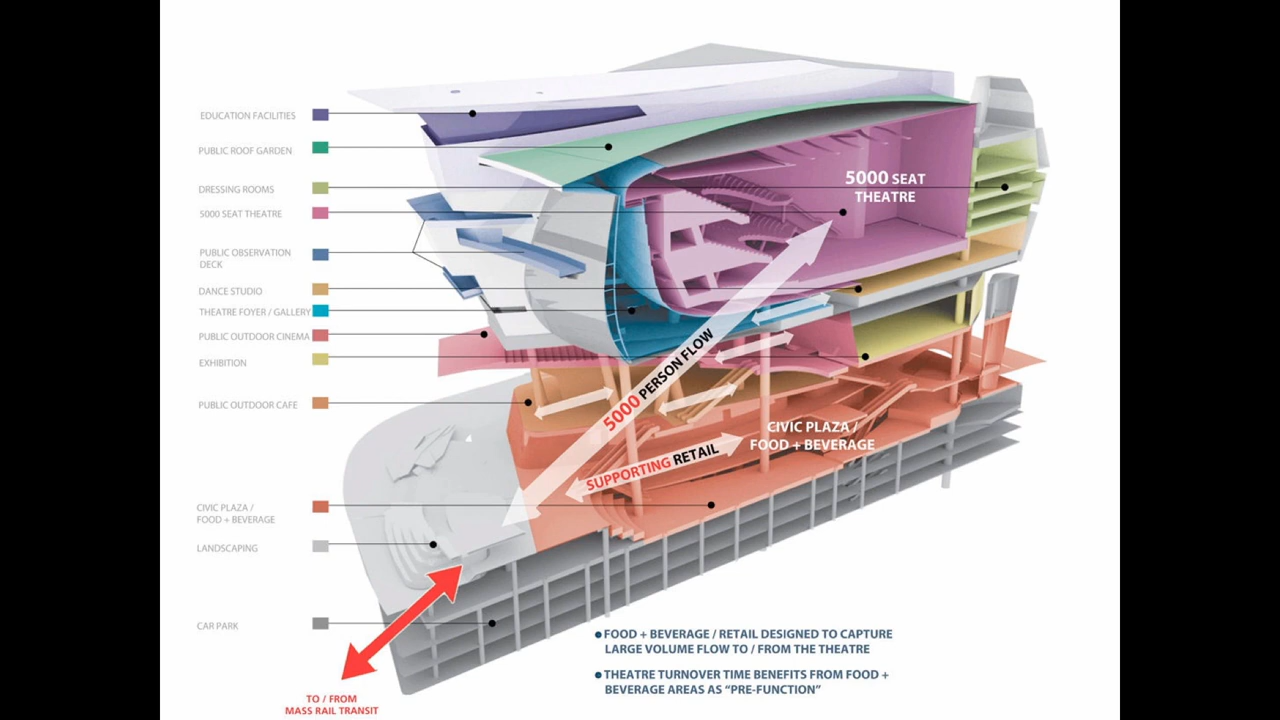 EDUCATION FACILITIES
PUBLIC ROOF GARDEN
DRESSING ROOMS
5000 SEAT THEATRE
PUBLIC OBSERVATION
DECK
DANCE STUDIO
THEATRE FOYER / GALLERY
PUBLIC OUTDOOR CINEMA
EXHIBITION
PUBLIC OUTDOOR CAFE
CIVIC PLAZA /
FOOD + BEVERAGE
LANDSCAPING
CAR PARK
5000 SEAT
THEATRE
5000 PERSON FLOW
SUPPORTING RETAIL
CIVIC PLAZA /
FOOD + BEVERAGE
TO / FROM
MASS RAIL TRANSIT
FOOD + BEVERAGE / RETAIL DESIGNED TO CAPTURE
LARGE VOLUME FLOW TO / FROM THE THEATRE
THEATRE TURNOVER TIME BENEFITS FROM FOOD +
BEVERAGE AREAS AS “PRE-FUNCTION”